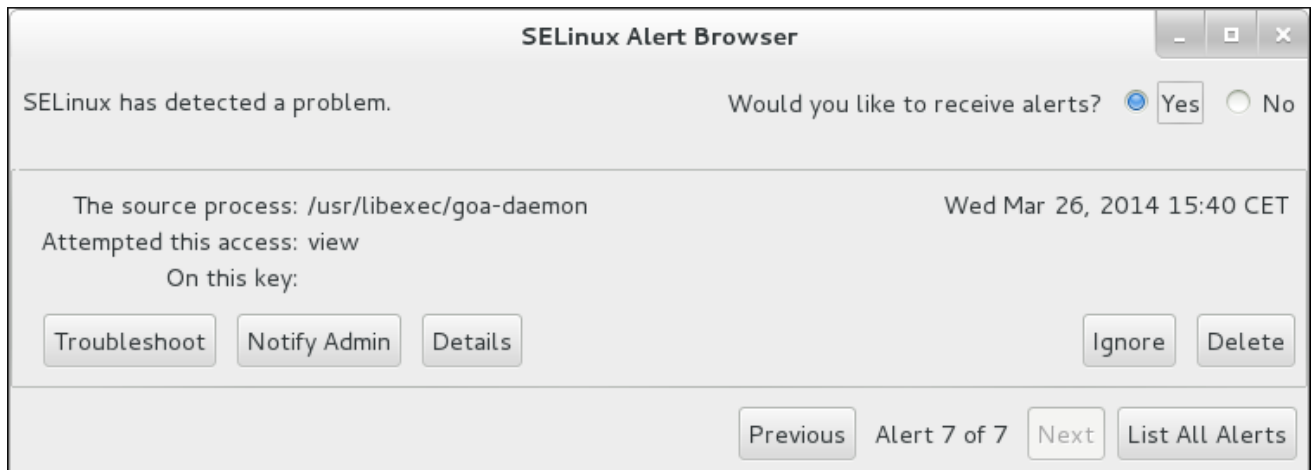 SELinux Alert Browser
SELinux has detected a problem.
Would you like to receive alerts? Yes No
The source process: /usr/libexec/goa-daemon
Wed Mar 26, 2014 15:40 CET
Attempted this access: view
On this key:
Troubleshoot Notify Admin Details Ignore Delete
Previous Alert 7 of 7 Next List All Alerts